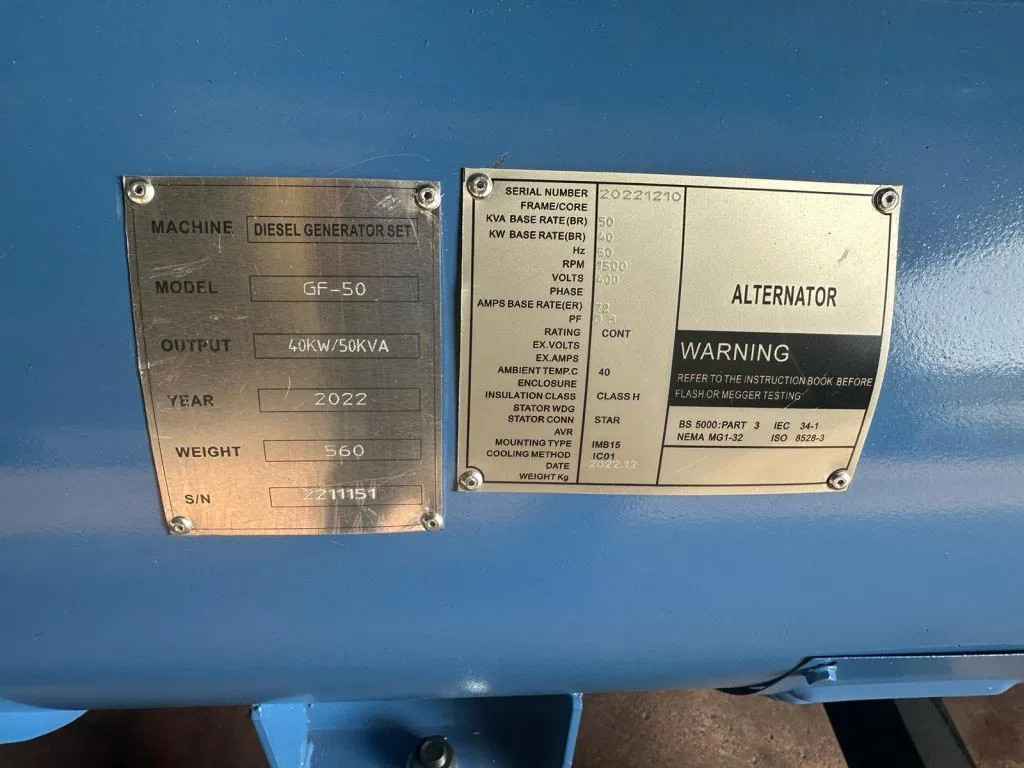 MACHINE DIESEL GENERATOR SET
MODEL GF-50
OUTPUT 40KW/50KVA
YEAR 2022
WEIGHT 560
S/N 2211151
SERIAL NUMBER 20221210
FRAME/CORE
KVA BASE RATE(BR) 50
KW BASE RATE(BR) 40
Hz
RPM 1500
VOLTS 400
PHASE
AMPS BASE RATE(ER) 72
PF
RATING CONT
EX.VOLTS
EX.AMPS
AMBIENT TEMP.C 40
ENCLOSURE
INSULATION CLASS CLASS H
STATOR WDG
STATOR CONN STAR
AVR
MOUNTING TYPE IMB15
COOLING METHOD IC01
DATE 2022.12
WEIGHT Kg
ALTERNATOR
WARNING
REFER TO THE INSTRUCTION BOOK BEFORE
FLASH OR MEGGER TESTING
BS 5000:PART 3 IEC 34-1
NEMA MG1-32 ISO 8528-3